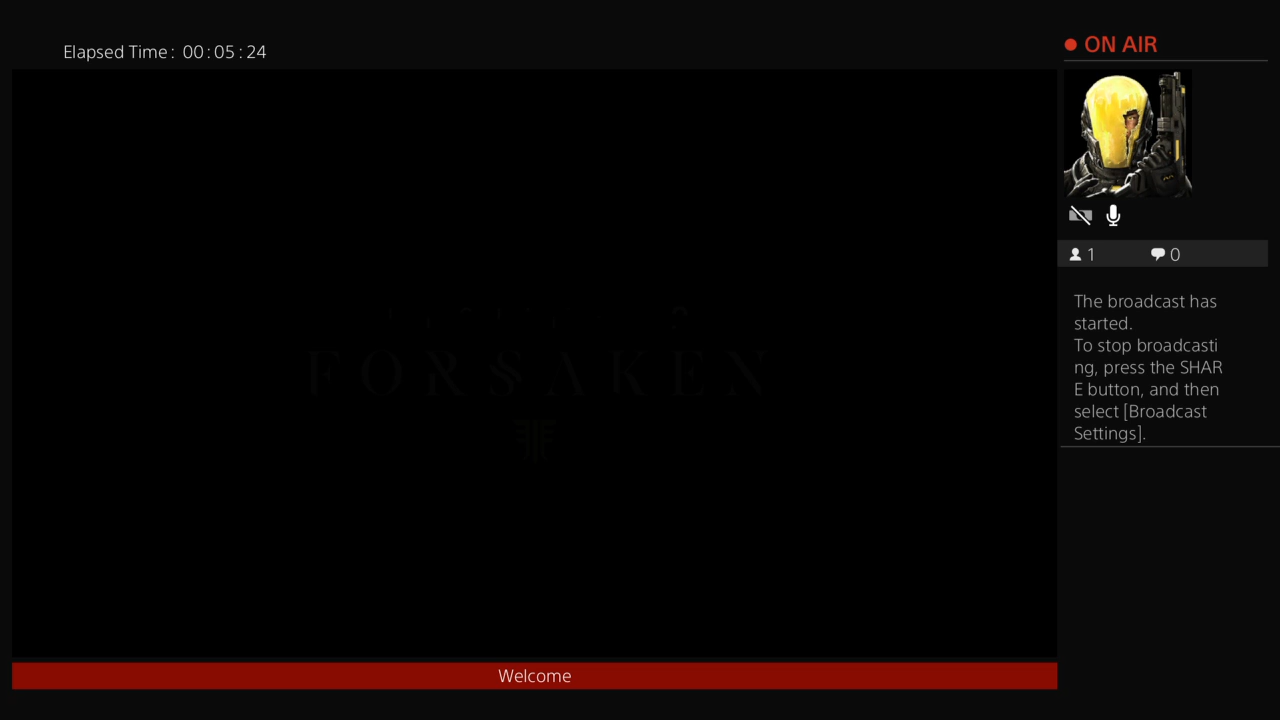 Elapsed Time: 00:05:24
ON AIR
1
0
The broadcast has
started.
To stop broadcasti
ng, press the SHAR
E button, and then
select [Broadcast
Settings].
FORSAKEN
Welcome